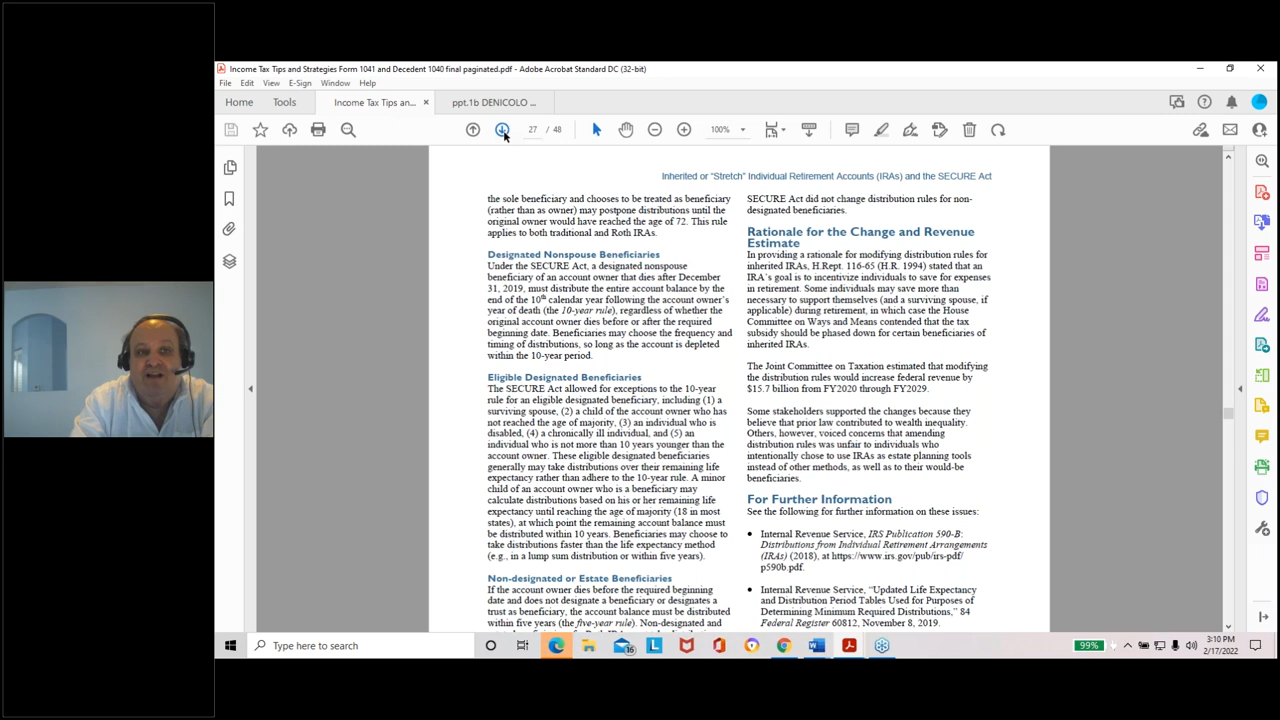 Income Tax Tips and Strategies Form 1041 and Decedent 1040 final paginated.pdf - Adobe Acrobat Standard DC (32-bit)
File Edit View E-Sign Window Help
Home Tools Income Tax Tips an... × ppt.1b DENICOLO ...
27 / 48 100%
Inherited or "Stretch" Individual Retirement Accounts (IRAs) and the SECURE Act
the sole beneficiary and chooses to be treated as beneficiary
(rather than as owner) may postpone distributions until the
original owner would have reached the age of 72. This rule
applies to both traditional and Roth IRAs.
Designated Nonspouse Beneficiaries
Under the SECURE Act, a designated nonspouse
beneficiary of an account owner that dies after December
31, 2019, must distribute the entire account balance by the
end of the 10th calendar year following the account owner's
year of death (the 10-year rule), regardless of whether the
original account owner dies before or after the required
beginning date. Beneficiaries may choose the frequency and
timing of distributions, so long as the account is depleted
within the 10-year period.
Eligible Designated Beneficiaries
The SECURE Act allowed for exceptions to the 10-year
rule for an eligible designated beneficiary, including (1) a
surviving spouse, (2) a child of the account owner who has
not reached the age of majority, (3) an individual who is
disabled, (4) a chronically ill individual, and (5) an
individual who is not more than 10 years younger than the
account owner. These eligible designated beneficiaries
generally may take distributions over their remaining life
expectancy rather than adhere to the 10-year rule. A minor
child of an account owner who is a beneficiary may
calculate distributions based on his or her remaining life
expectancy until reaching the age of majority (18 in most
states), at which point the remaining account balance must
be distributed within 10 years. Beneficiaries may choose to
take distributions faster than the life expectancy method
(e.g., in a lump sum distribution or within five years).
Non-designated or Estate Beneficiaries
If the account owner dies before the required beginning
date and does not designate a beneficiary or designates a
trust as beneficiary, the account balance must be distributed
within five years (the five-year rule). Non-designated and
SECURE Act did not change distribution rules for non-
designated beneficiaries.
Rationale for the Change and Revenue
Estimate
In providing a rationale for modifying distribution rules for
inherited IRAs, H.Rept. 116-65 (H.R. 1994) stated that an
IRA's goal is to incentivize individuals to save for expenses
in retirement. Some individuals may save more than
necessary to support themselves (and a surviving spouse, if
applicable) during retirement, in which case the House
Committee on Ways and Means contended that the tax
subsidy should be phased down for certain beneficiaries of
inherited IRAs.
The Joint Committee on Taxation estimated that modifying
the distribution rules would increase federal revenue by
$15.7 billion from FY2020 through FY2029.
Some stakeholders supported the changes because they
believe that prior law contributed to wealth inequality.
Others, however, voiced concerns that amending
distribution rules was unfair to individuals who
intentionally chose to use IRAs as estate planning tools
instead of other methods, as well as to their would-be
beneficiaries.
For Further Information
See the following for further information on these issues:
• Internal Revenue Service, IRS Publication 590-B:
Distributions from Individual Retirement Arrangements
(IRAs) (2018), at https://www.irs.gov/pub/irs-pdf/
p590b.pdf.
• Internal Revenue Service, "Updated Life Expectancy
and Distribution Period Tables Used for Purposes of
Determining Minimum Required Distributions," 84
Federal Register 60812, November 8, 2019.
Type here to search 16 99% 3:10 PM
2/17/2022